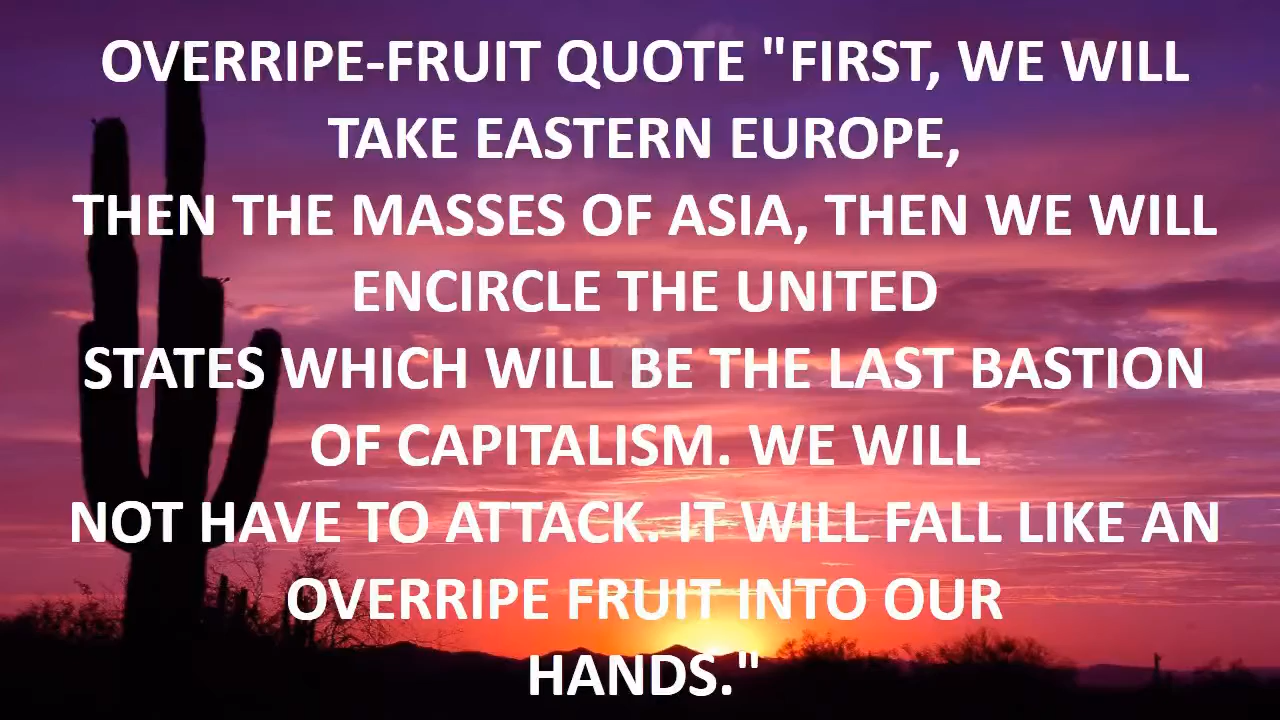 OVERRIPE-FRUIT QUOTE "FIRST, WE WILL
TAKE EASTERN EUROPE,
THEN THE MASSES OF ASIA, THEN WE WILL
ENCIRCLE THE UNITED
STATES WHICH WILL BE THE LAST BASTION
OF CAPITALISM. WE WILL
NOT HAVE TO ATTACK. IT WILL FALL LIKE AN
OVERRIPE FRUIT INTO OUR
HANDS."